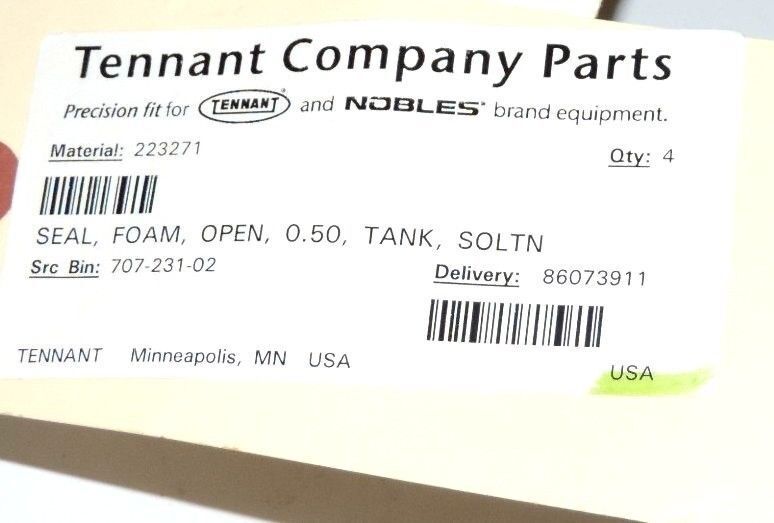 Tennant Company Parts
Precision fit for TENNANT® and NOBLES® brand equipment.
Material: 223271 Qty: 4
SEAL, FOAM, OPEN, 0.50, TANK, SOLTN
Src Bin: 707-231-02 Delivery: 86073911
TENNANT Minneapolis, MN USA USA